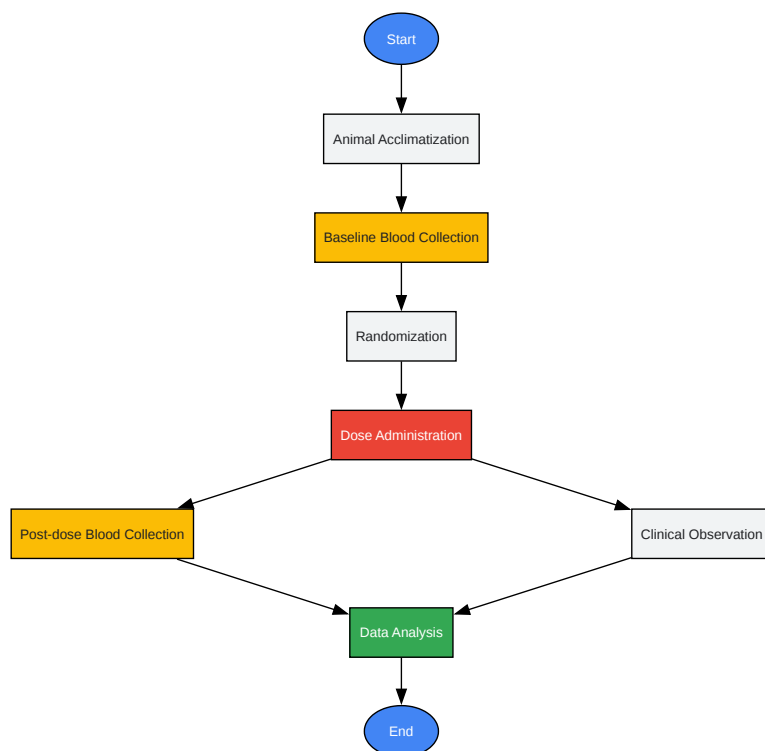 Start
Animal Acclimatization
Baseline Blood Collection
Randomization
Dose Administration
Post-dose Blood Collection
Clinical Observation
Data Analysis
End